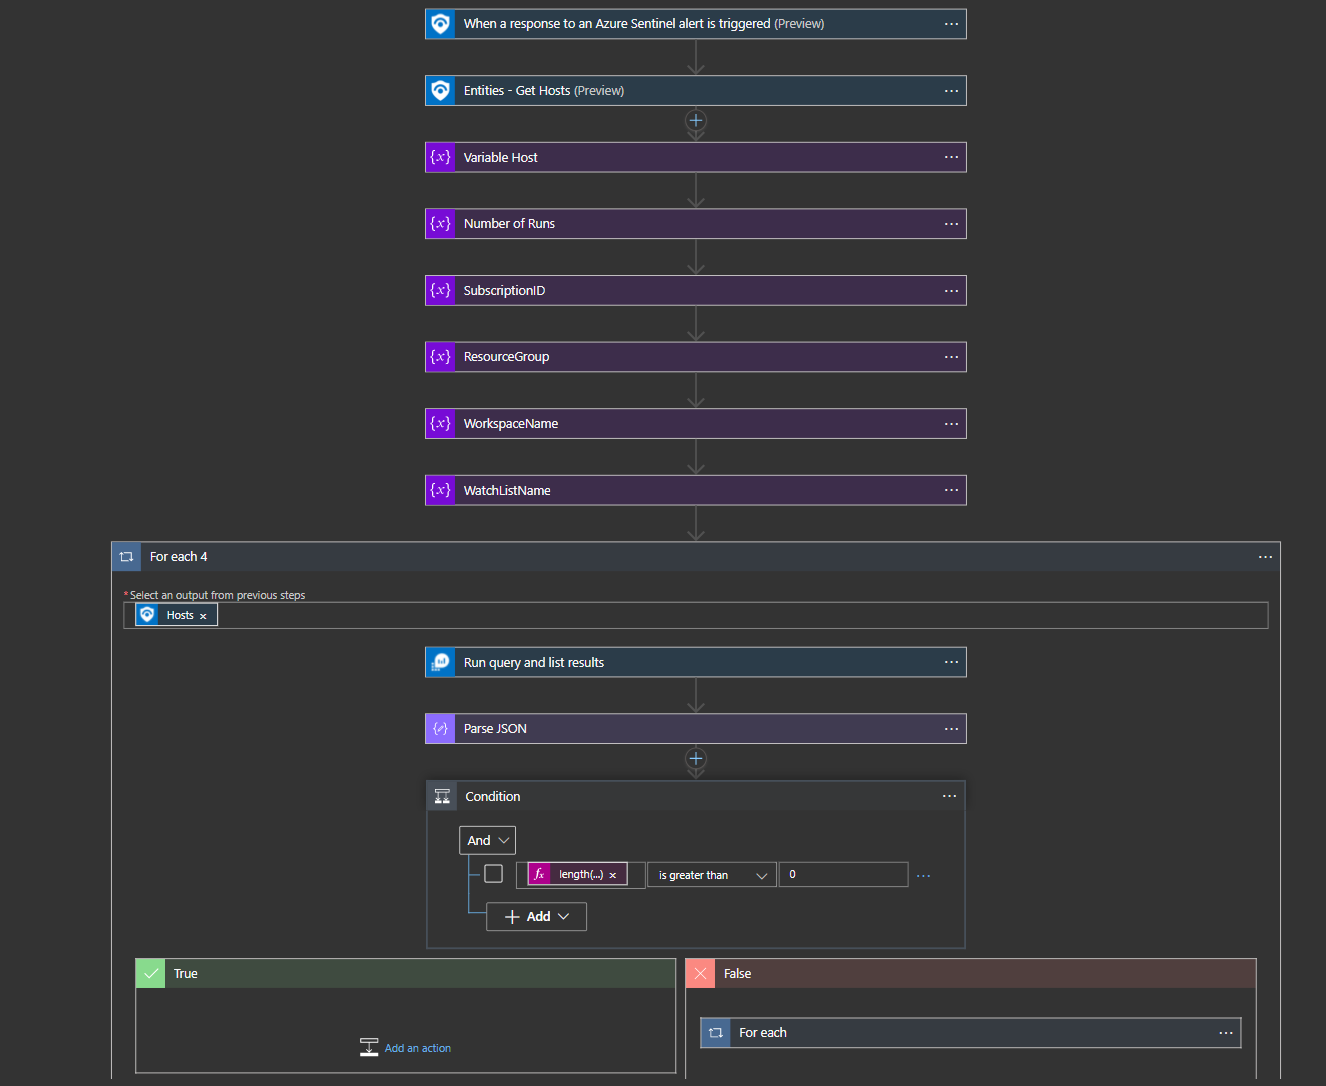 When a response to an Azure Sentinel alert is triggered (Preview)
Entities - Get Hosts (Preview)
{x} Variable Host
{x} Number of Runs
{x} SubscriptionID
{x} ResourceGroup
{x} WorkspaceName
{x} WatchListName
For each 4
*Select an output from previous steps
Hosts ×
Run query and list results
Parse JSON
Condition
And
fx length(...) × is greater than 0
+ Add
True
False
Add an action
For each